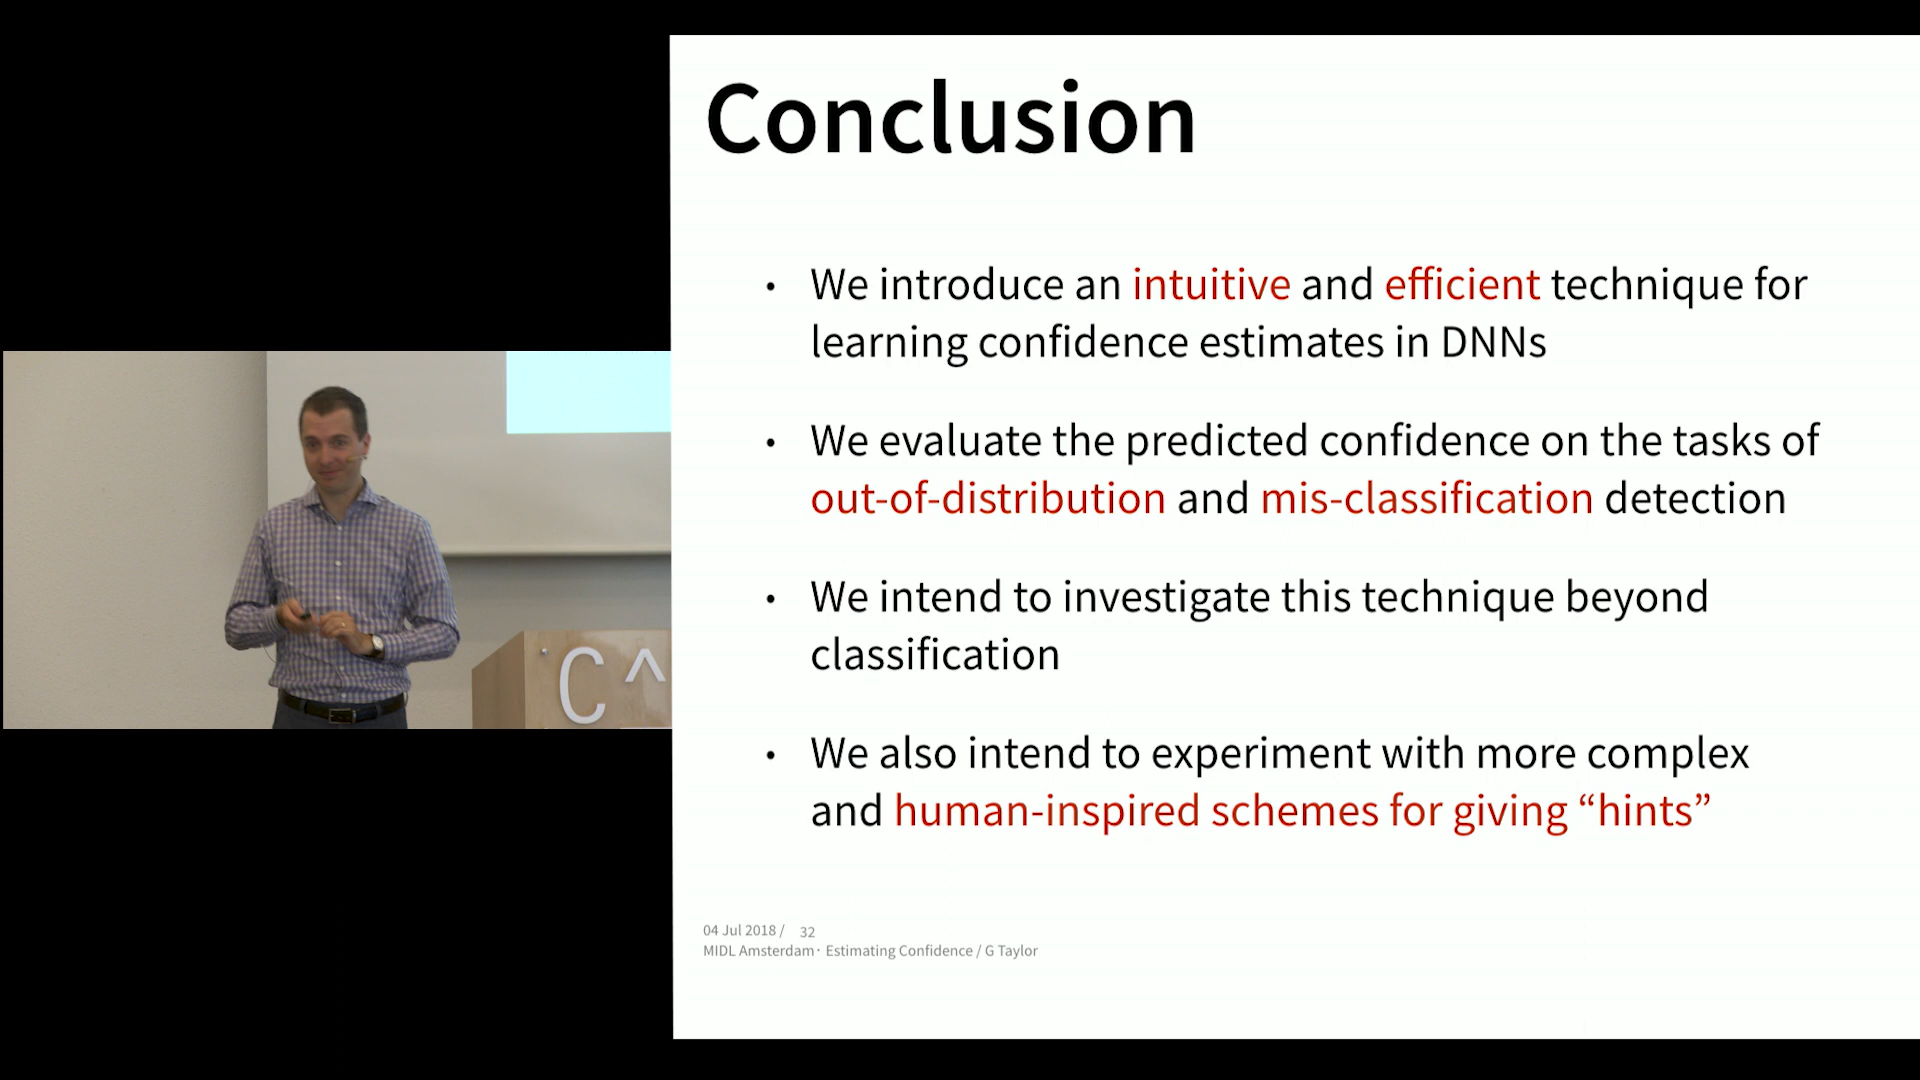 Conclusion
• We introduce an intuitive and efficient technique for
learning confidence estimates in DNNs
• We evaluate the predicted confidence on the tasks of
out-of-distribution and mis-classification detection
• We intend to investigate this technique beyond
classification
• We also intend to experiment with more complex
and human-inspired schemes for giving “hints”
04 Jul 2018 / 32
MIDL Amsterdam· Estimating Confidence / G Taylor
C^